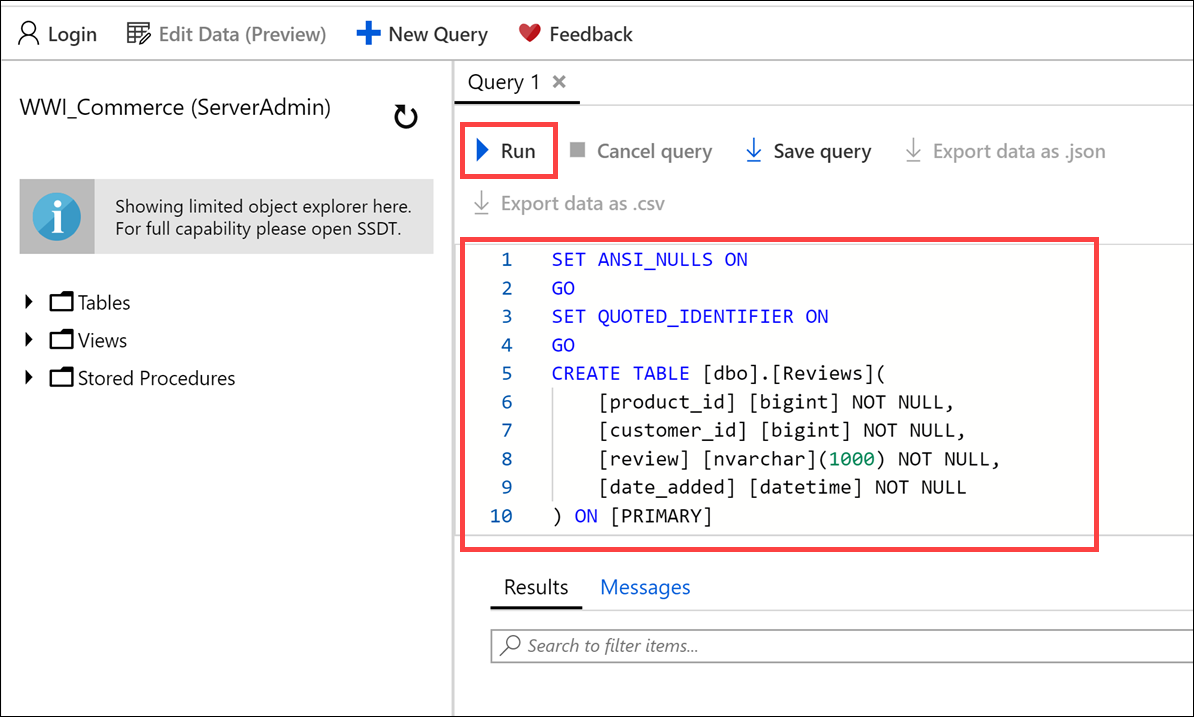 Login Edit Data (Preview) New Query Feedback
WWI_Commerce (ServerAdmin)
Showing limited object explorer here.
For full capability please open SSDT.
Tables
Views
Stored Procedures
Query 1
Run Cancel query Save query Export data as .json
Export data as .csv
1 SET ANSI_NULLS ON
2 GO
3 SET QUOTED_IDENTIFIER ON
4 GO
5 CREATE TABLE [dbo].[Reviews](
6 [product_id] [bigint] NOT NULL,
7 [customer_id] [bigint] NOT NULL,
8 [review] [nvarchar](1000) NOT NULL,
9 [date_added] [datetime] NOT NULL
10 ) ON [PRIMARY]
Results Messages
Search to filter items...